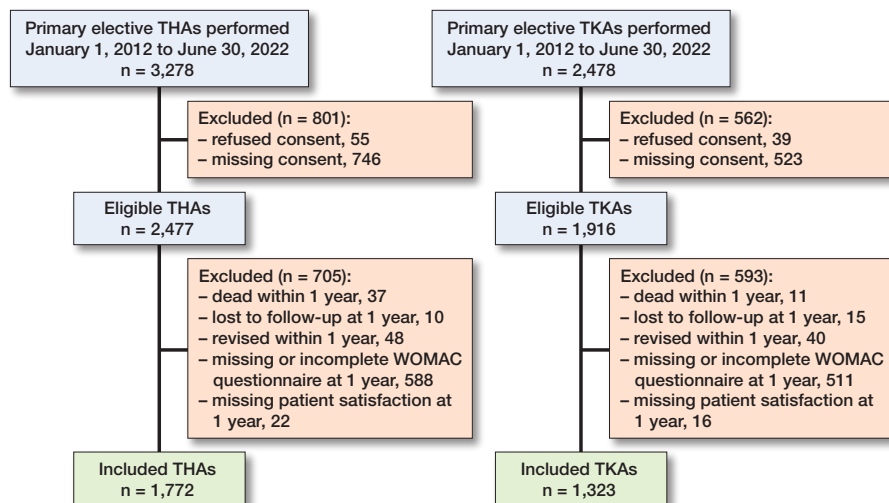 Primary elective THAs performed
January 1, 2012 to June 30, 2022
n = 3,278
Excluded (n = 801):
– refused consent, 55
– missing consent, 746
Eligible THAs
n = 2,477
Excluded (n = 705):
– dead within 1 year, 37
– lost to follow-up at 1 year, 10
– revised within 1 year, 48
– missing or incomplete WOMAC
questionnaire at 1 year, 588
– missing patient satisfaction at
1 year, 22
Included THAs
n = 1,772
Primary elective TKAs performed
January 1, 2012 to June 30, 2022
n = 2,478
Excluded (n = 562):
– refused consent, 39
– missing consent, 523
Eligible TKAs
n = 1,916
Excluded (n = 593):
– dead within 1 year, 11
– lost to follow-up at 1 year, 15
– revised within 1 year, 40
– missing or incomplete WOMAC
questionnaire at 1 year, 511
– missing patient satisfaction at
1 year, 16
Included TKAs
n = 1,323